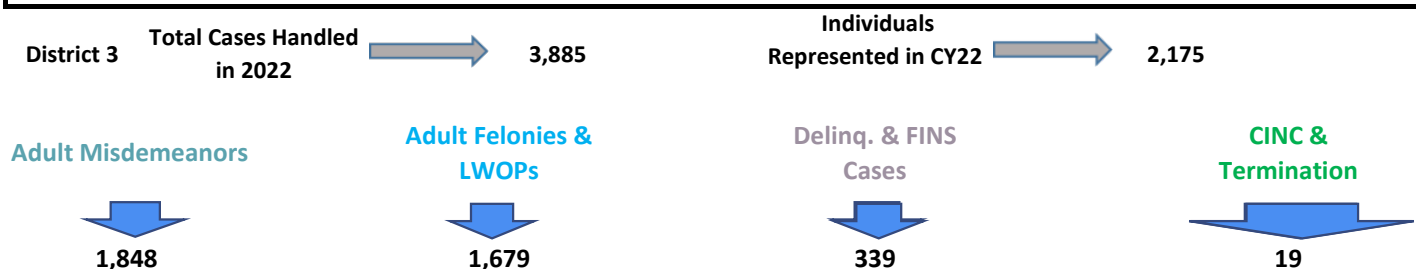 District 3
Total Cases Handled
in 2022
3,885
Individuals
Represented in CY22
2,175
Adult Misdemeanors
Adult Felonies &
LWOPs
Delinq. & FINS
Cases
CINC &
Termination
1,848
1,679
339
19